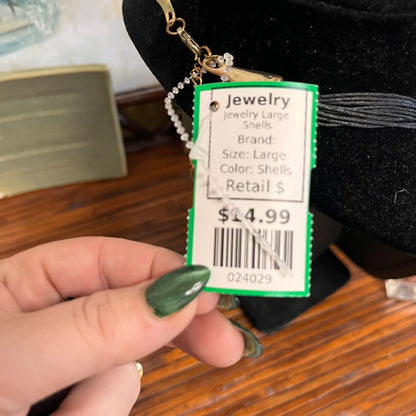 Jewelry
Jewelry Large
Shells
Brand:
Size: Large
Color: Shells
Retail $
$14.99
024029